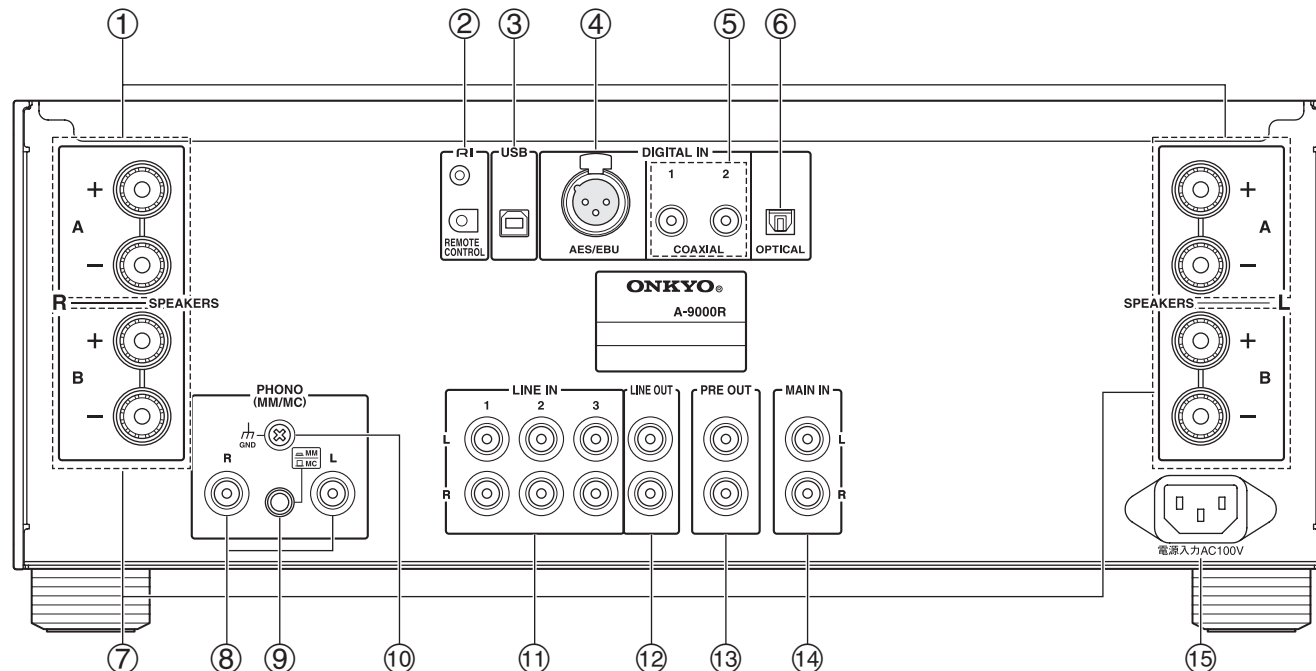 ① ② ③ ④ ⑤ ⑥
RI USB DIGITAL IN
1 2
REMOTE
CONTROL
AES/EBU COAXIAL OPTICAL
+
A
−
R SPEAKERS
+
B
−
+
A
−
SPEAKERS L
+
B
−
ONKYO®
A-9000R
PHONO
(MM/MC)
GND
MM
MC
R L
LINE IN LINE OUT PRE OUT MAIN IN
1 2 3
L L
R R
電源入力AC100V
⑦ ⑧ ⑨ ⑩ ⑪ ⑫ ⑬ ⑭ ⑮